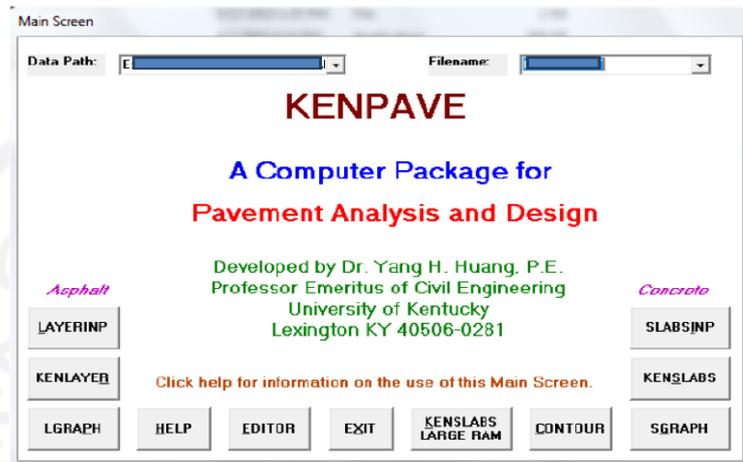 Main Screen
Data Path: E Filename:
KENPAVE
A Computer Package for
Pavement Analysis and Design
Developed by Dr. Yang H. Huang, P.E.
Professor Emeritus of Civil Engineering
University of Kentucky
Lexington KY 40506-0281
Asphalt
Concrete
LAYERINP
SLABSINP
KENLAYER
Click help for information on the use of this Main Screen.
KENSLABS
LGRAPH
HELP
EDITOR
EXIT
KENSLABS
LARGE RAM
CONTOUR
SGRAPH